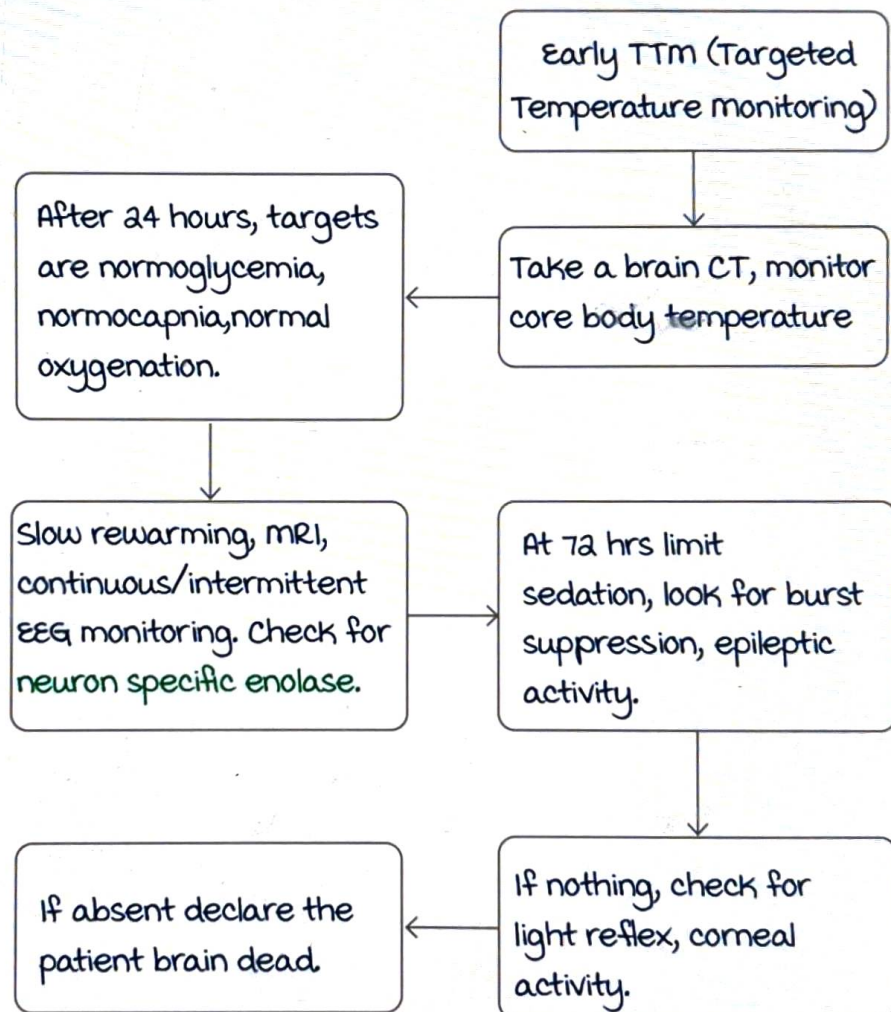 Early TTM (Targeted
Temperature monitoring)
Take a brain CT, monitor
core body temperature
After 24 hours, targets
are normoglycemia,
normocapnia,normal
oxygenation.
Slow rewarming, MRI,
continuous/intermittent
EEG monitoring. Check for
neuron specific enolase.
At 72 hrs limit
sedation, look for burst
suppression, epileptic
activity.
If nothing, check for
light reflex, corneal
activity.
If absent declare the
patient brain dead.